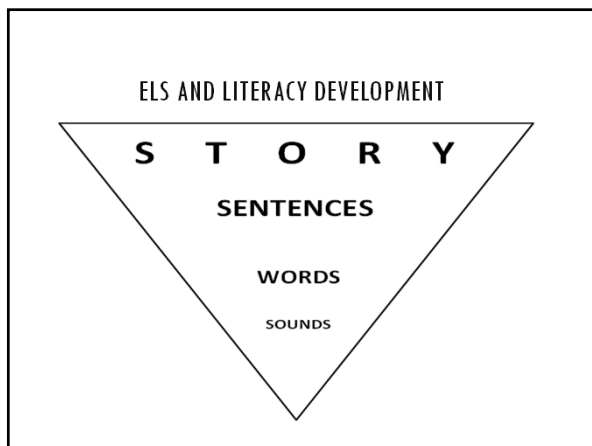 ELS AND LITERACY DEVELOPMENT
S T O R Y
SENTENCES
WORDS
SOUNDS